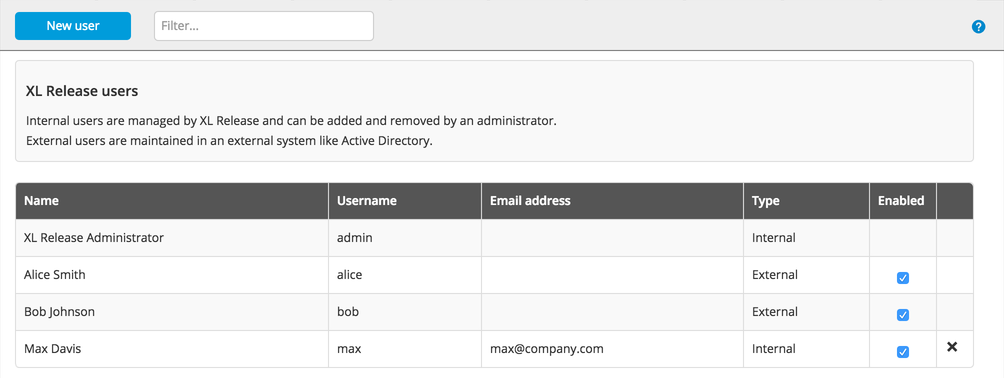 New user Filter... ?
XL Release users
Internal users are managed by XL Release and can be added and removed by an administrator.
External users are maintained in an external system like Active Directory.
Name Username Email address Type Enabled
XL Release Administrator admin Internal
Alice Smith alice External
Bob Johnson bob External
Max Davis max max@company.com Internal